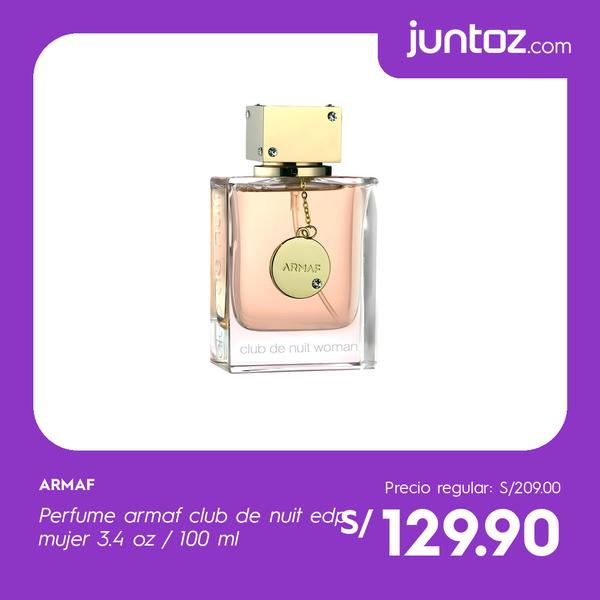 juntoz.com
ARMAF
club de nuit woman
ARMAF
Precio regular: S/209.00
Perfume armaf club de nuit edp
mujer 3.4 oz / 100 ml
S/129.90